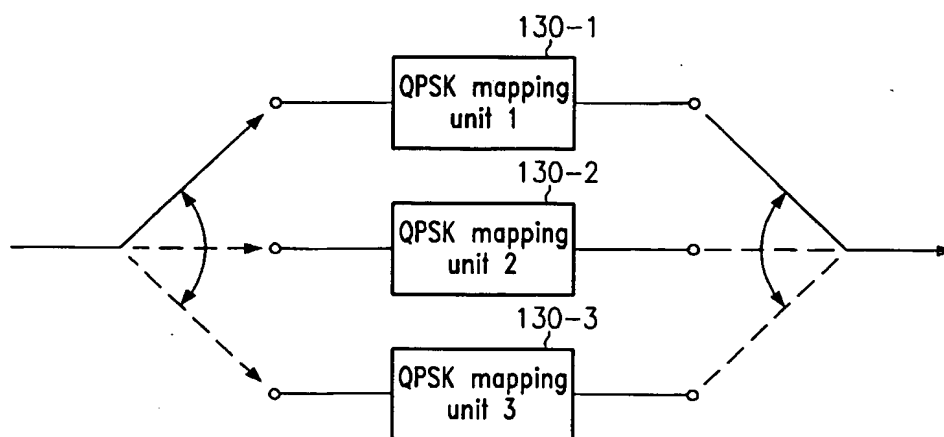 130-1
QPSK mapping
unit 1
130-2
QPSK mapping
unit 2
130-3
QPSK mapping
unit 3